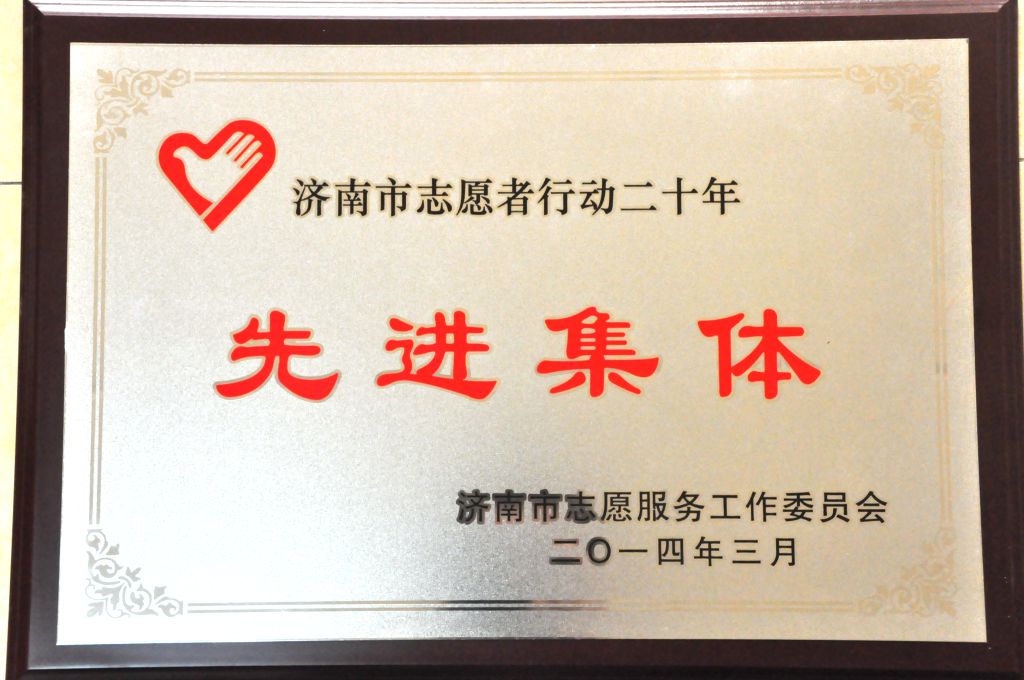 济南市志愿者行动二十年
先进集体
济南市志愿服务工作委员会
二〇一四年三月